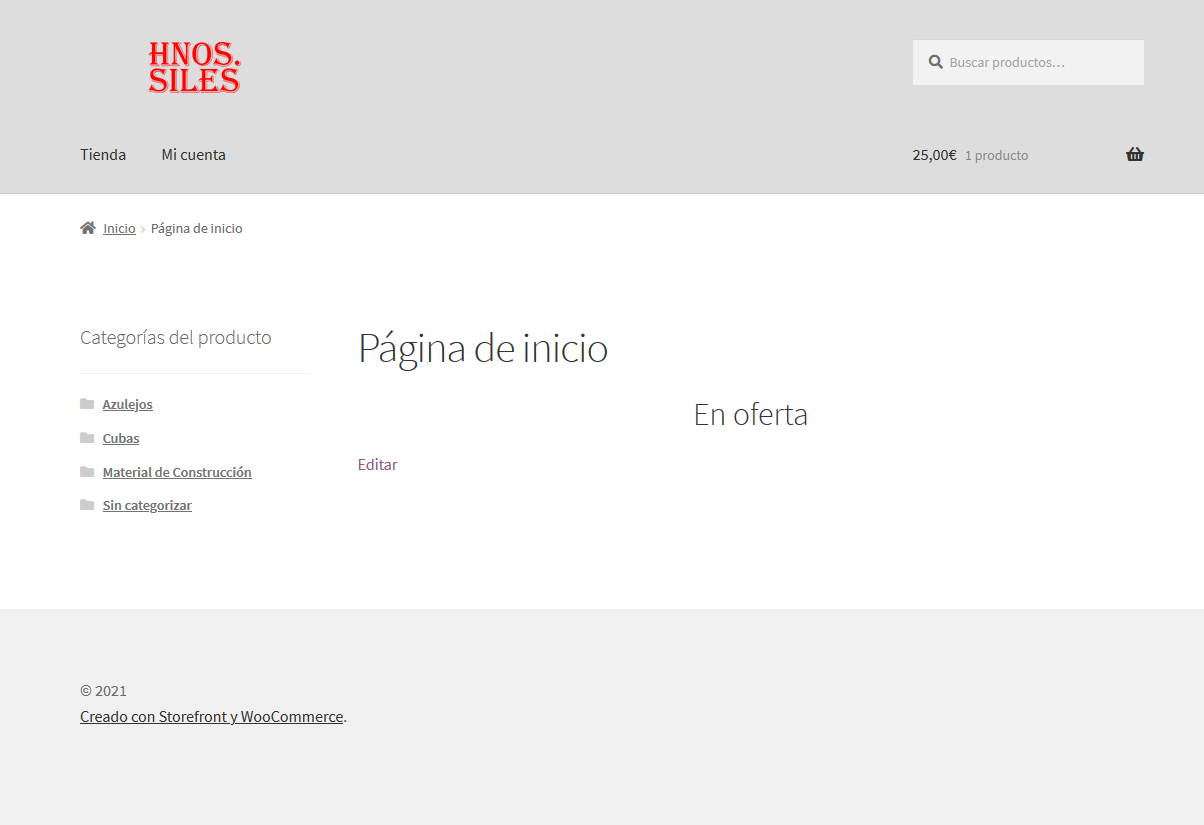 HNOS.
SILES
Buscar productos…
Tienda Mi cuenta
25,00€ 1 producto
Inicio Página de inicio
Categorías del producto
Azulejos
Cubas
Material de Construcción
Sin categorizar
Página de inicio
En oferta
Editar
© 2021
Creado con Storefront y WooCommerce.